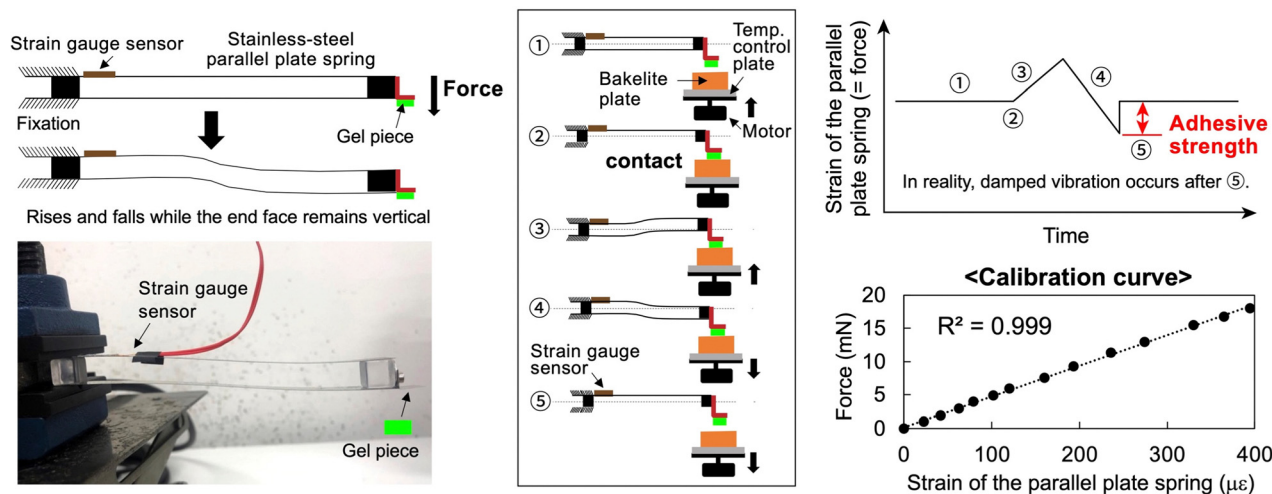 Strain gauge sensor
Stainless-steel
parallel plate spring
Force
Fixation
Gel piece
Rises and falls while the end face remains vertical
Strain gauge
sensor
Gel piece
①
Temp.
control
plate
Bakelite
plate
Motor
②
contact
③
④
Strain gauge
sensor
⑤
Strain of the parallel
plate spring (= force)
①
②
③
④
⑤
Adhesive
strength
In reality, damped vibration occurs after ⑤.
Time
<Calibration curve>
Force (mN)
20
15
10
5
0
R² = 0.999
0 100 200 300 400
Strain of the parallel plate spring (με)